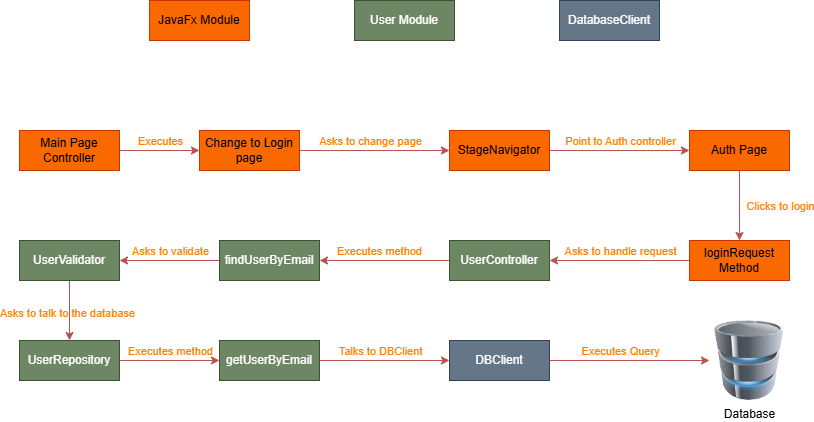 JavaFx Module
User Module
DatabaseClient
Main Page
Controller
Executes
Change to Login
page
Asks to change page
StageNavigator
Point to Auth controller
Auth Page
Clicks to login
UserValidator
Asks to validate
findUserByEmail
Executes method
UserController
Asks to handle request
loginRequest
Method
Asks to talk to the database
UserRepository
Executes method
getUserByEmail
Talks to DBClient
DBClient
Executes Query
Database